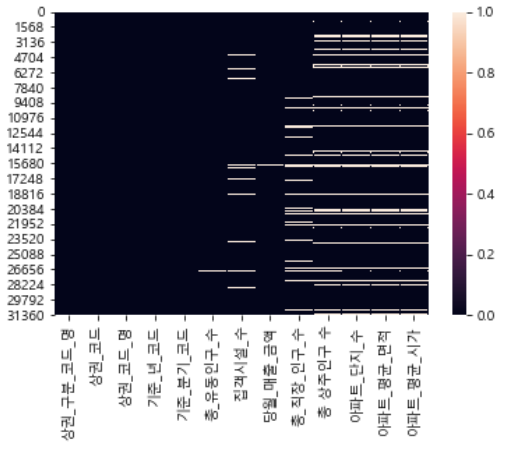 0
1568
3136
4704
6272
7840
9408
10976
12544
14112
15680
17248
18816
20384
21952
23520
25088
26656
28224
29792
31360
1.0
0.8
0.6
0.4
0.2
0.0
상권_구분_코드_명
상권_코드
상권_코드_명
기준_년_코드
기준_분기_코드
총_유동인구_수
집객시설_수
당월_매출_금액
총_직장_인구_수
총 상주인구 수
아파트_단지_수
아파트_평균_면적
아파트_평균_시가